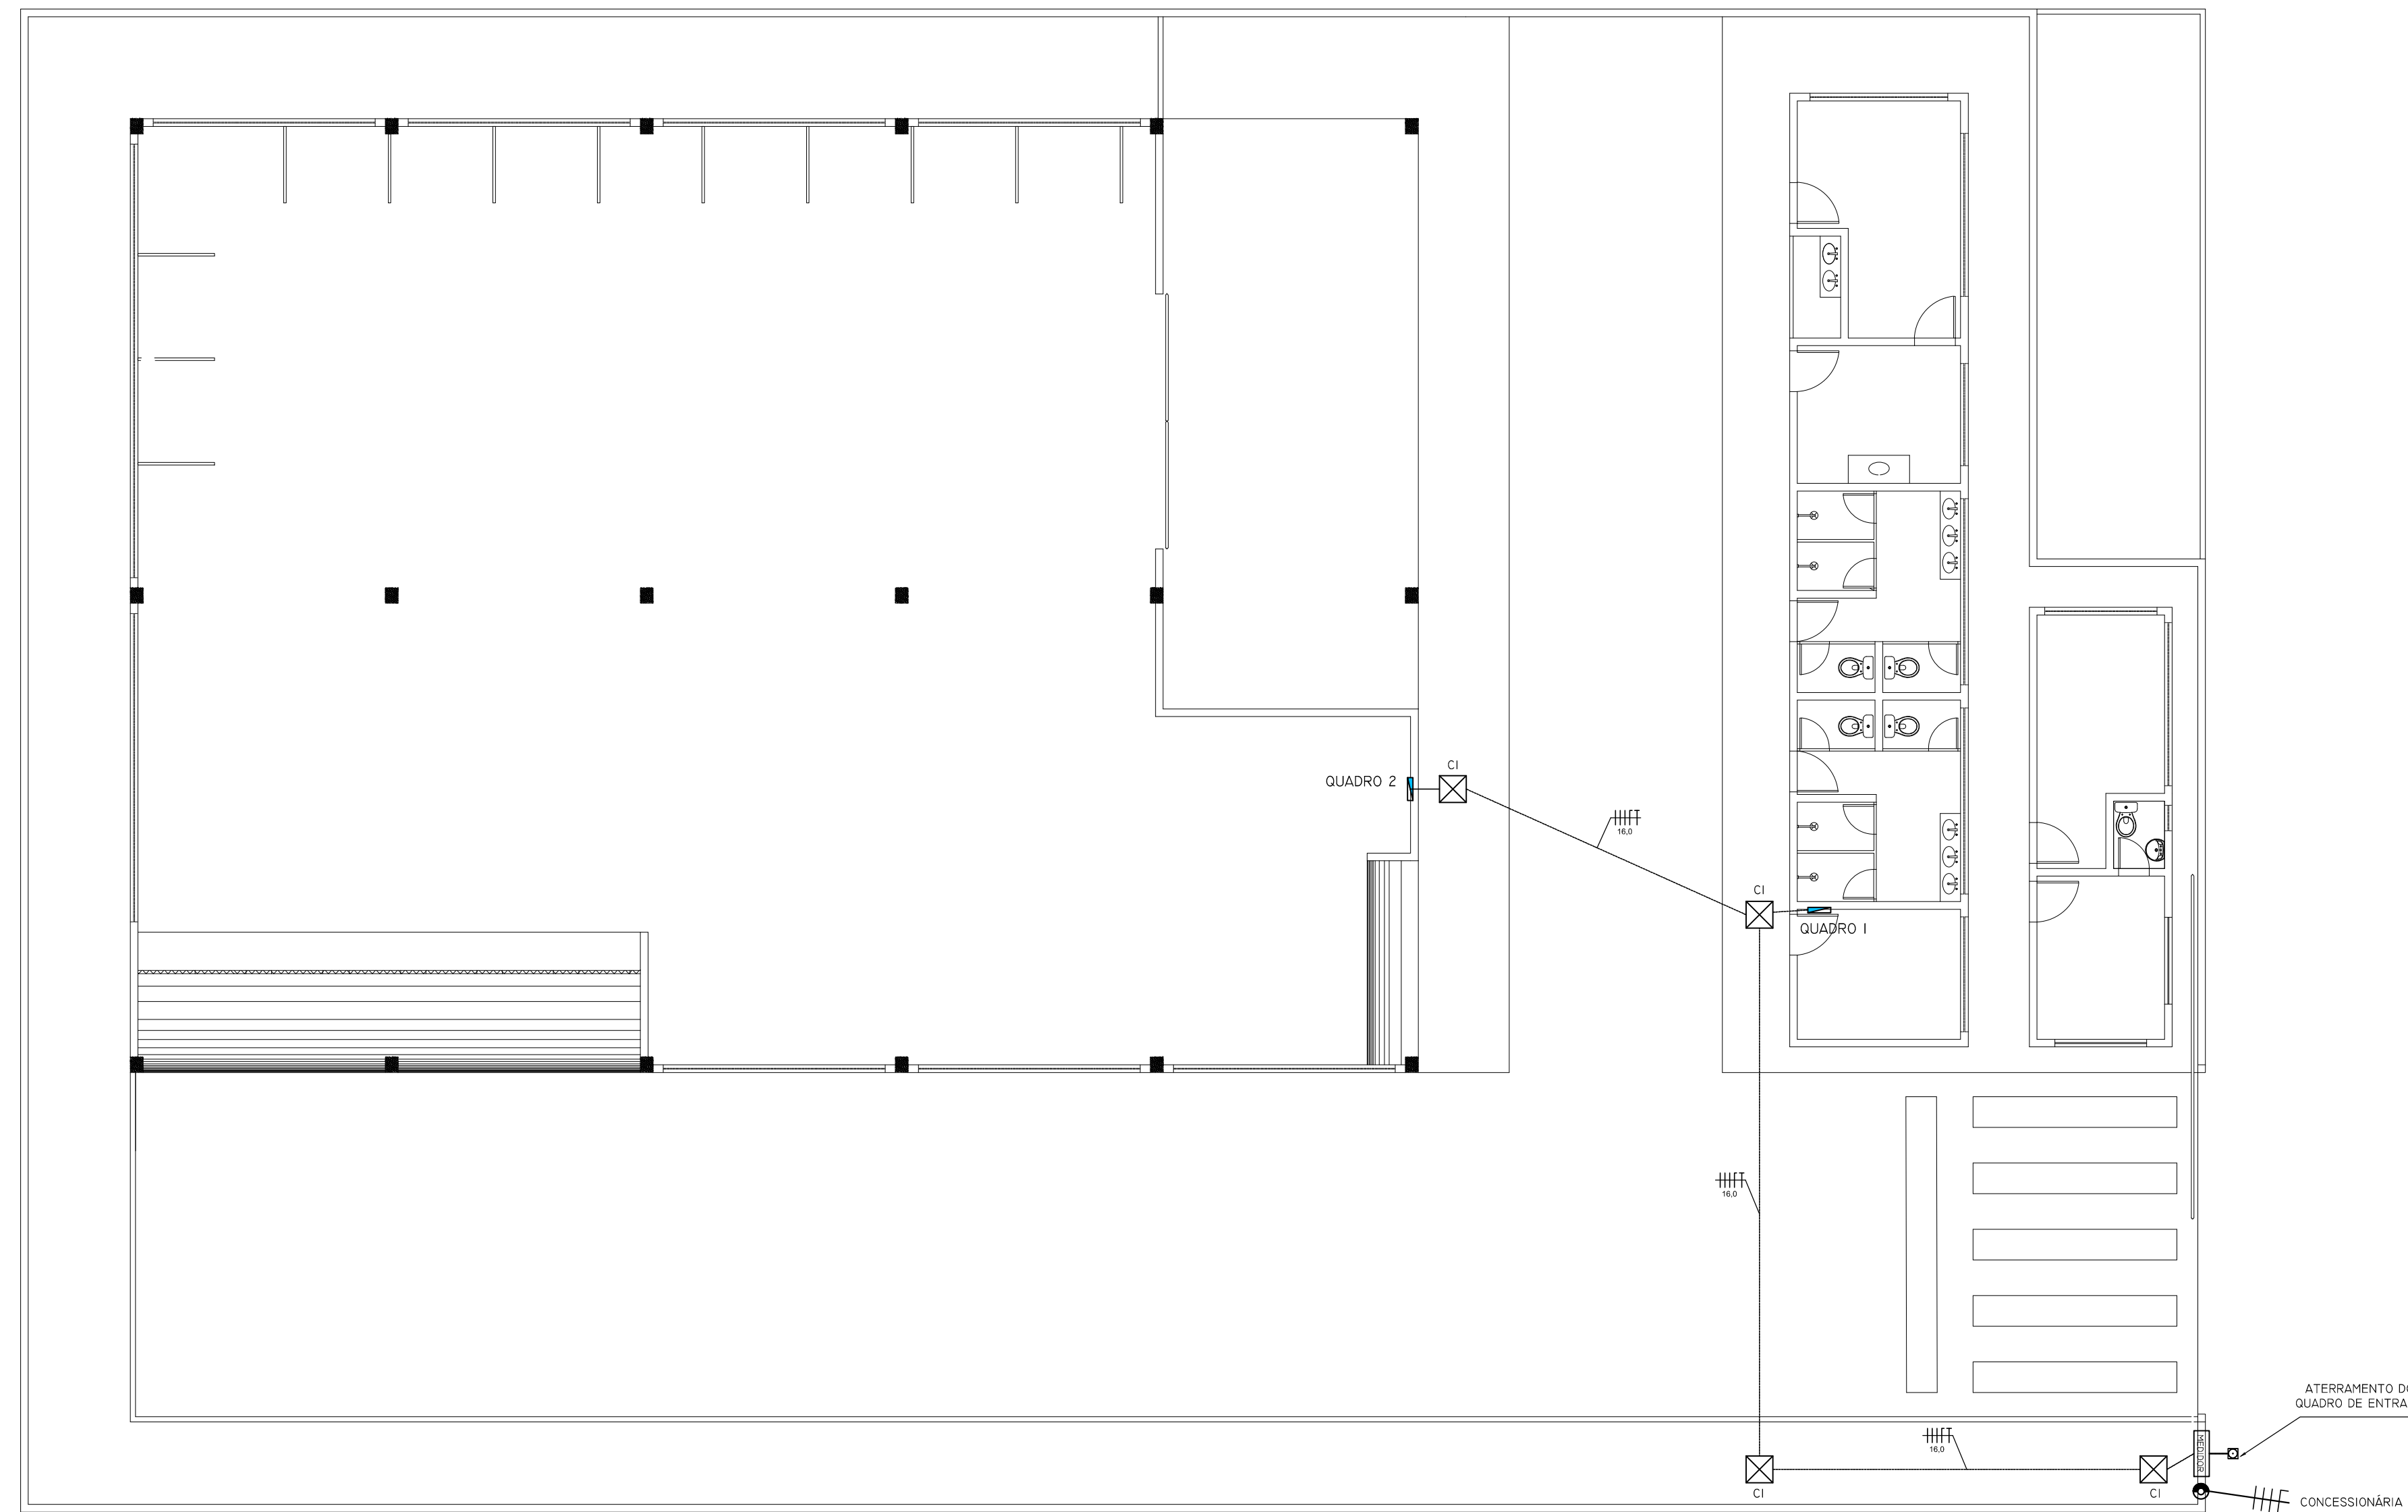 CI
QUADRO 2
16,0
CI
QUADRO 1
16,0
ATERRAMENTO DO
QUADRO DE ENTRA
16,0
MEDIDOR
CI
CI
CONCESSIONÁRIA